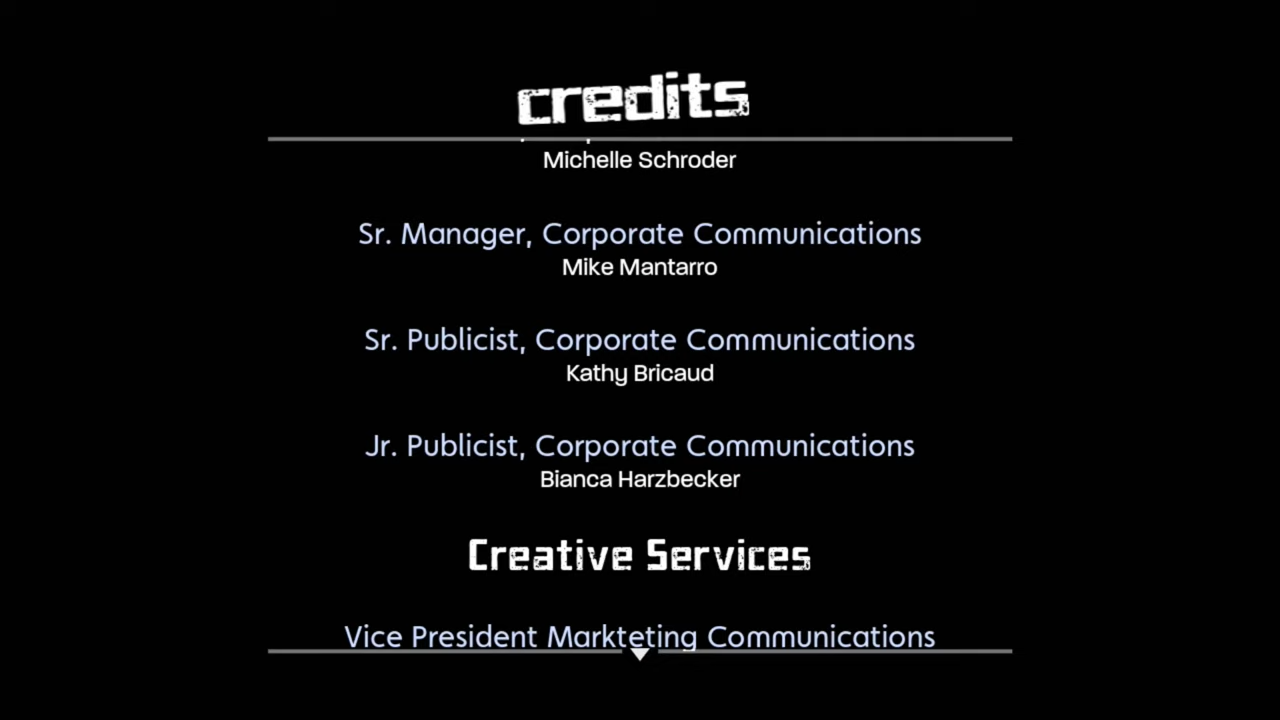 credits
Michelle Schroder
Sr. Manager, Corporate Communications
Mike Mantarro
Sr. Publicist, Corporate Communications
Kathy Bricaud
Jr. Publicist, Corporate Communications
Bianca Harzbecker
Creative Services
Vice President Markteting Communications